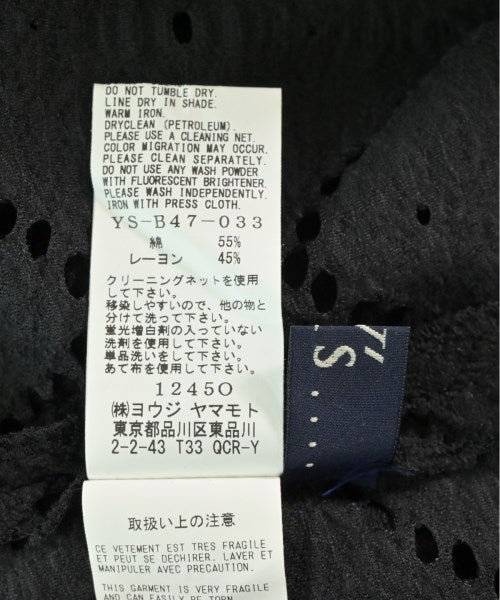 DO NOT TUMBLE DRY.
LINE DRY IN SHADE.
WARM IRON.
DRYCLEAN (PETROLEUM).
PLEASE USE A CLEANING NET.
COLOR MIGRATION MAY OCCUR.
PLEASE CLEAN SEPARATELY.
DO NOT USE ANY WASH POWDER
WITH FLUORESCENT BRIGHTENER.
PLEASE WASH INDEPENDENTLY.
IRON WITH PRESS CLOTH.
YS-B47-033
綿 55%
レーヨン 45%
クリーニングネットを使用
して下さい。
移染しやすいので、他の物と
分けて洗って下さい。
蛍光増白剤の入っていない
洗剤を使用して下さい。
単品洗いをして下さい。
あて布を使用して下さい。
12450
㈱ヨウジ ヤマモト
東京都品川区東品川
2-2-43 T33 QCR-Y
取扱い上の注意
CE VETEMENT EST TRES FRAGILE
ET PEUT SE DECHIRER. LAVER ET
MANIPULER AVEC PRECAUTION.
THIS GARMENT IS VERY FRAGILE
AND CAN EASILY BE TORN.
S